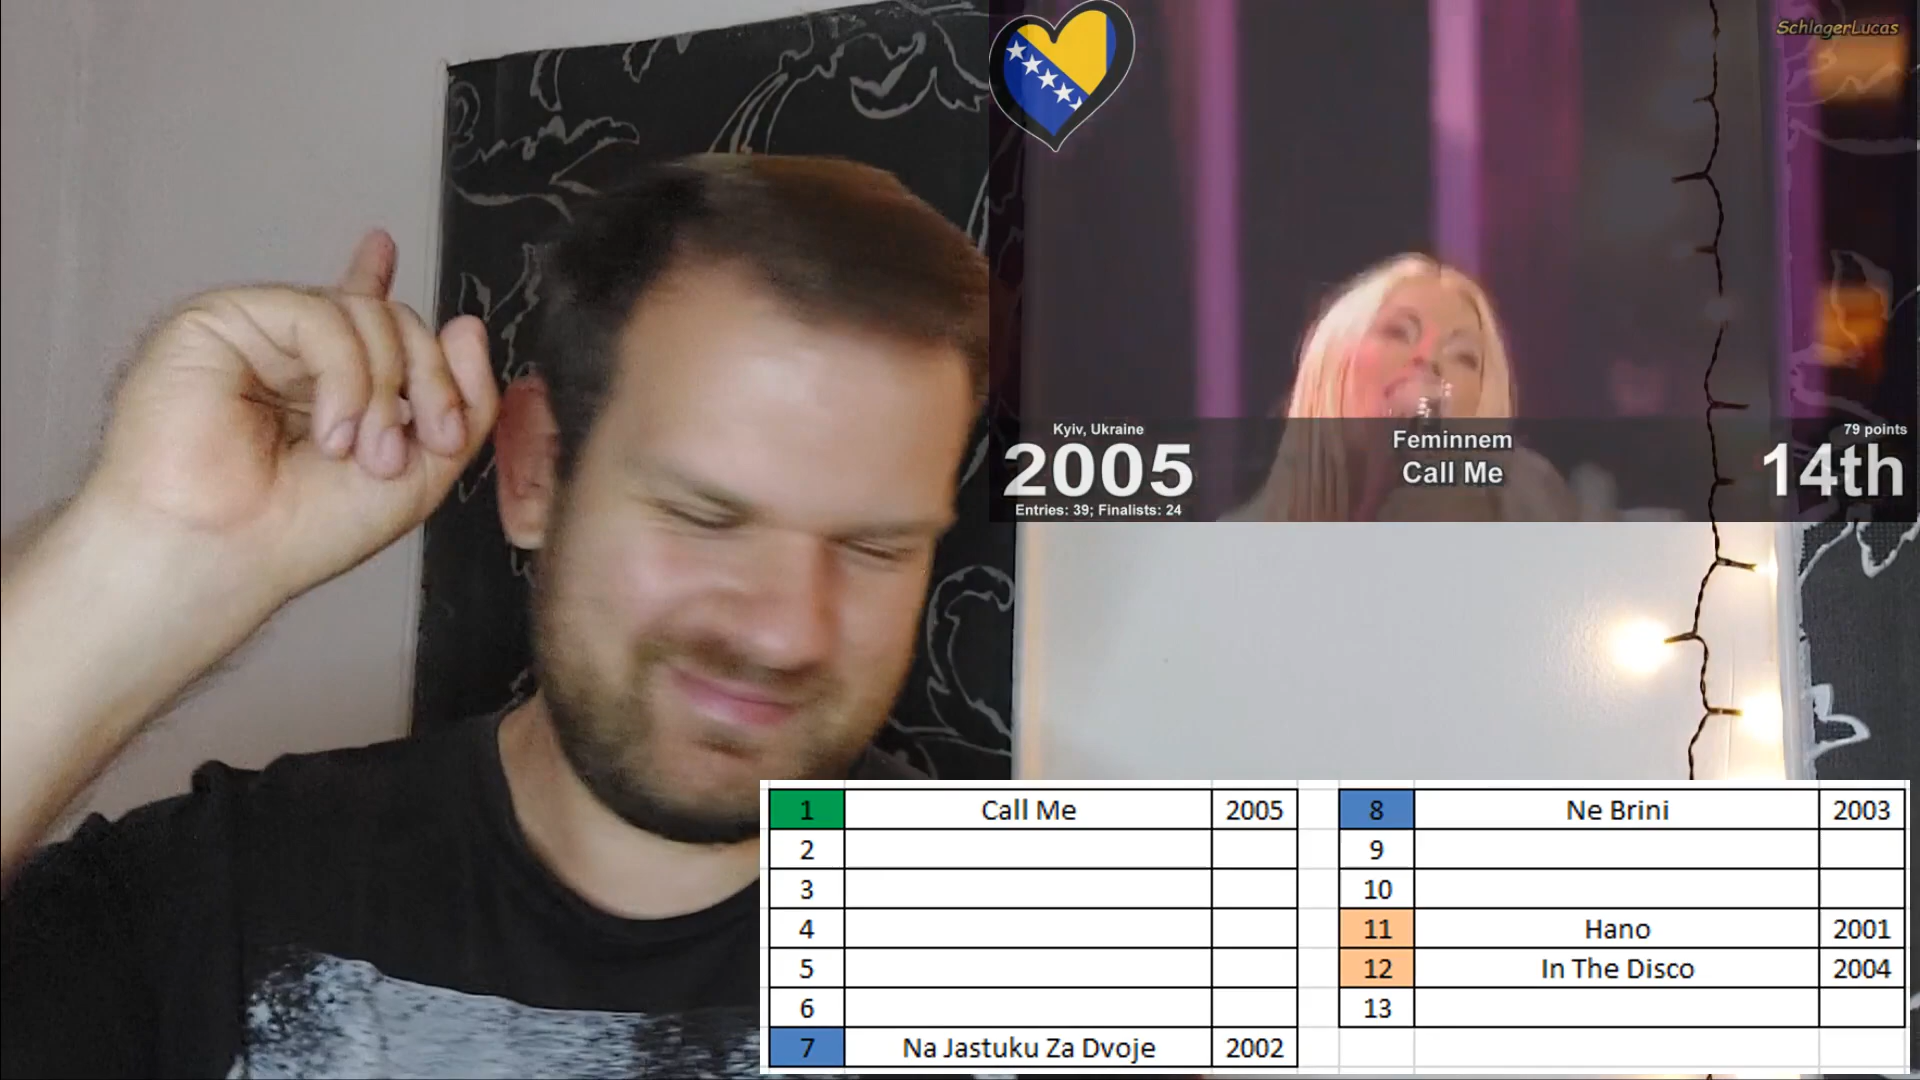 SchlagerLucas
Kyiv, Ukraine
2005
Entries: 39; Finalists: 24
Feminnem
Call Me
79 points
14th
1 Call Me 2005
2
3
4
5
6
7 Na Jastuku Za Dvoje 2002
8 Ne Brini 2003
9
10
11 Hano 2001
12 In The Disco 2004
13